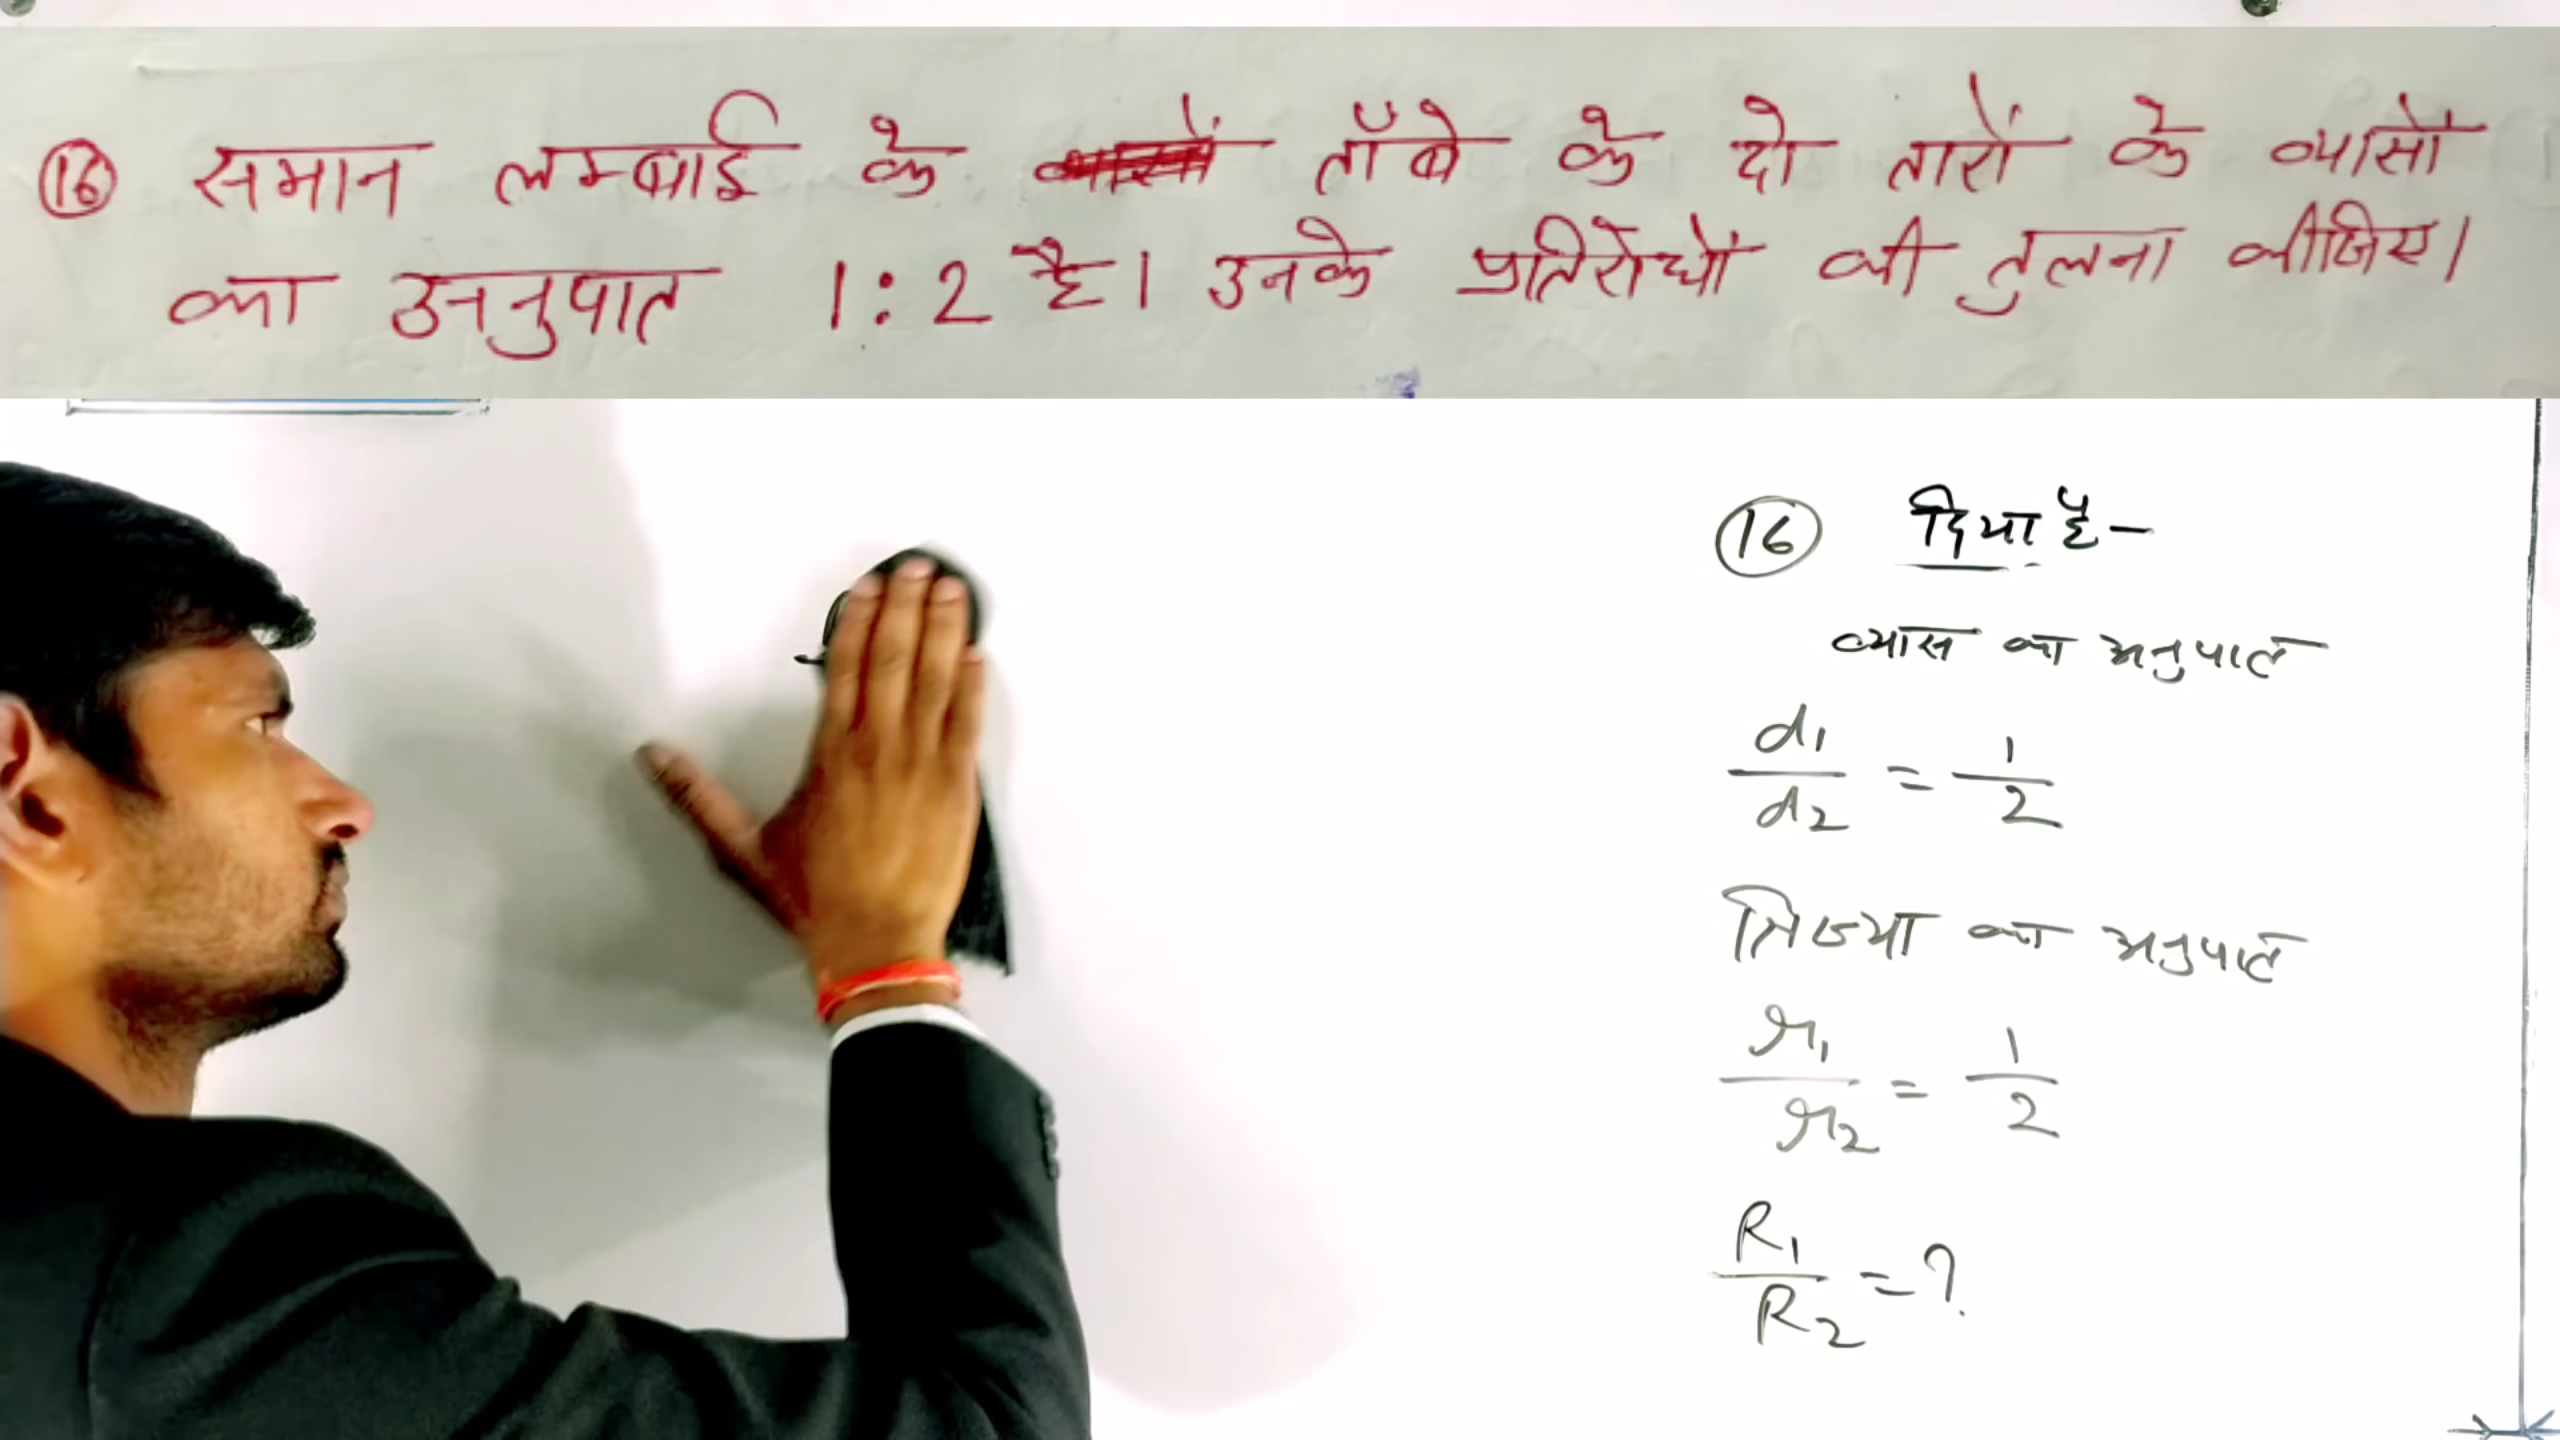 16 समान लम्बाई के ताँबे के दो तारों के व्यासों
का अनुपात 1:2 है। उनके प्रतिरोधों की तुलना कीजिए।
16 दिया है-
व्यास का अनुपात
d1/d2 = 1/2
त्रिज्या का अनुपात
r1/r2 = 1/2
R1/R2 = ?